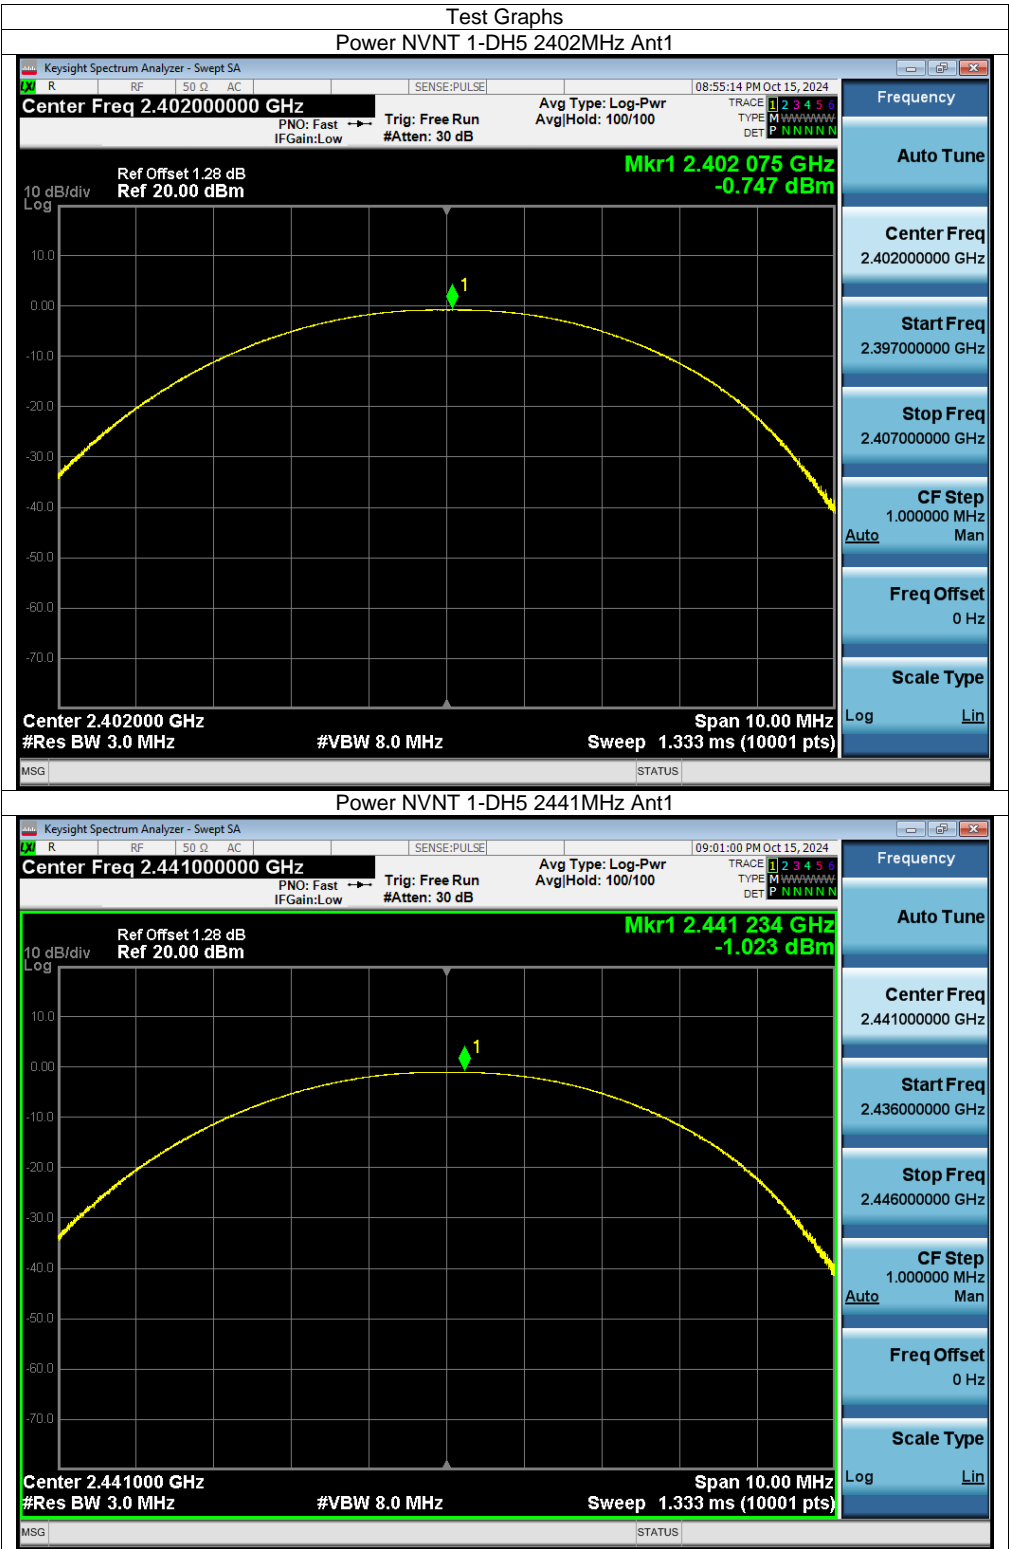 Test Graphs
Power NVNT 1-DH5 2402MHz Ant1
Keysight Spectrum Analyzer - Swept SA
LXI R RF 50 Ω AC SENSE:PULSE 08:55:14 PM Oct 15, 2024
Center Freq 2.402000000 GHz
PNO: Fast
IFGain:Low
Trig: Free Run
#Atten: 30 dB
Avg Type: Log-Pwr
Avg|Hold: 100/100
TRACE 1 2 3 4 5 6
TYPE M WWWWW
DET P N N N N N
Frequency
Auto Tune
Center Freq
2.402000000 GHz
Start Freq
2.397000000 GHz
Stop Freq
2.407000000 GHz
CF Step
1.000000 MHz
Auto Man
Freq Offset
0 Hz
Scale Type
Log Lin
Mkr1 2.402 075 GHz
-0.747 dBm
Ref Offset 1.28 dB
10 dB/div Ref 20.00 dBm
Log
1
10.0
0.00
-10.0
-20.0
-30.0
-40.0
-50.0
-60.0
-70.0
Center 2.402000 GHz Span 10.00 MHz
#Res BW 3.0 MHz #VBW 8.0 MHz Sweep 1.333 ms (10001 pts)
MSG STATUS
Power NVNT 1-DH5 2441MHz Ant1
Keysight Spectrum Analyzer - Swept SA
LXI R RF 50 Ω AC SENSE:PULSE 09:01:00 PM Oct 15, 2024
Center Freq 2.441000000 GHz
PNO: Fast
IFGain:Low
Trig: Free Run
#Atten: 30 dB
Avg Type: Log-Pwr
Avg|Hold: 100/100
TRACE 1 2 3 4 5 6
TYPE M WWWWW
DET P N N N N N
Frequency
Auto Tune
Center Freq
2.441000000 GHz
Start Freq
2.436000000 GHz
Stop Freq
2.446000000 GHz
CF Step
1.000000 MHz
Auto Man
Freq Offset
0 Hz
Scale Type
Log Lin
Mkr1 2.441 234 GHz
-1.023 dBm
Ref Offset 1.28 dB
10 dB/div Ref 20.00 dBm
Log
1
10.0
0.00
-10.0
-20.0
-30.0
-40.0
-50.0
-60.0
-70.0
Center 2.441000 GHz Span 10.00 MHz
#Res BW 3.0 MHz #VBW 8.0 MHz Sweep 1.333 ms (10001 pts)
MSG STATUS